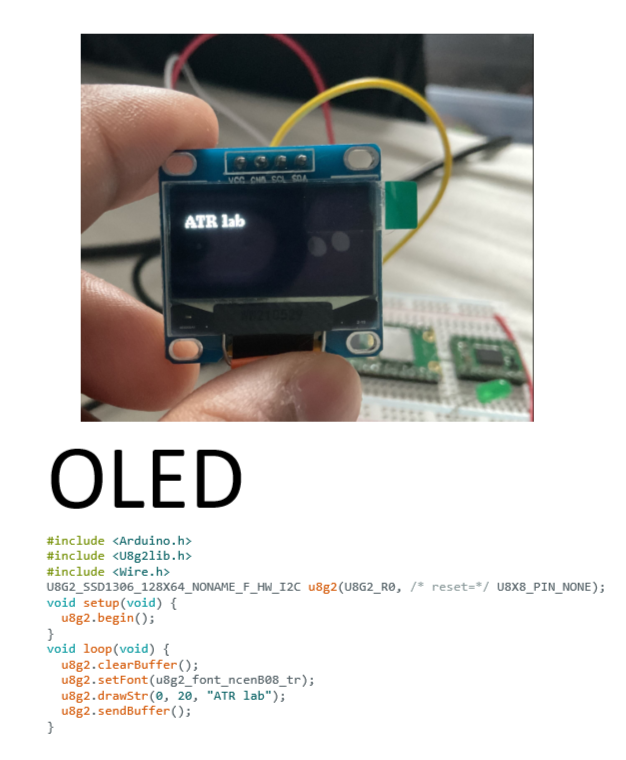 VCC GND SCL SDA
ATR lab
OLED
#include <Arduino.h>
#include <U8g2lib.h>
#include <Wire.h>
U8G2_SSD1306_128X64_NONAME_F_HW_I2C u8g2(U8G2_R0, /* reset=*/ U8X8_PIN_NONE);
void setup(void) {
  u8g2.begin();
}
void loop(void) {
  u8g2.clearBuffer();
  u8g2.setFont(u8g2_font_ncenB08_tr);
  u8g2.drawStr(0, 20, "ATR lab");
  u8g2.sendBuffer();
}